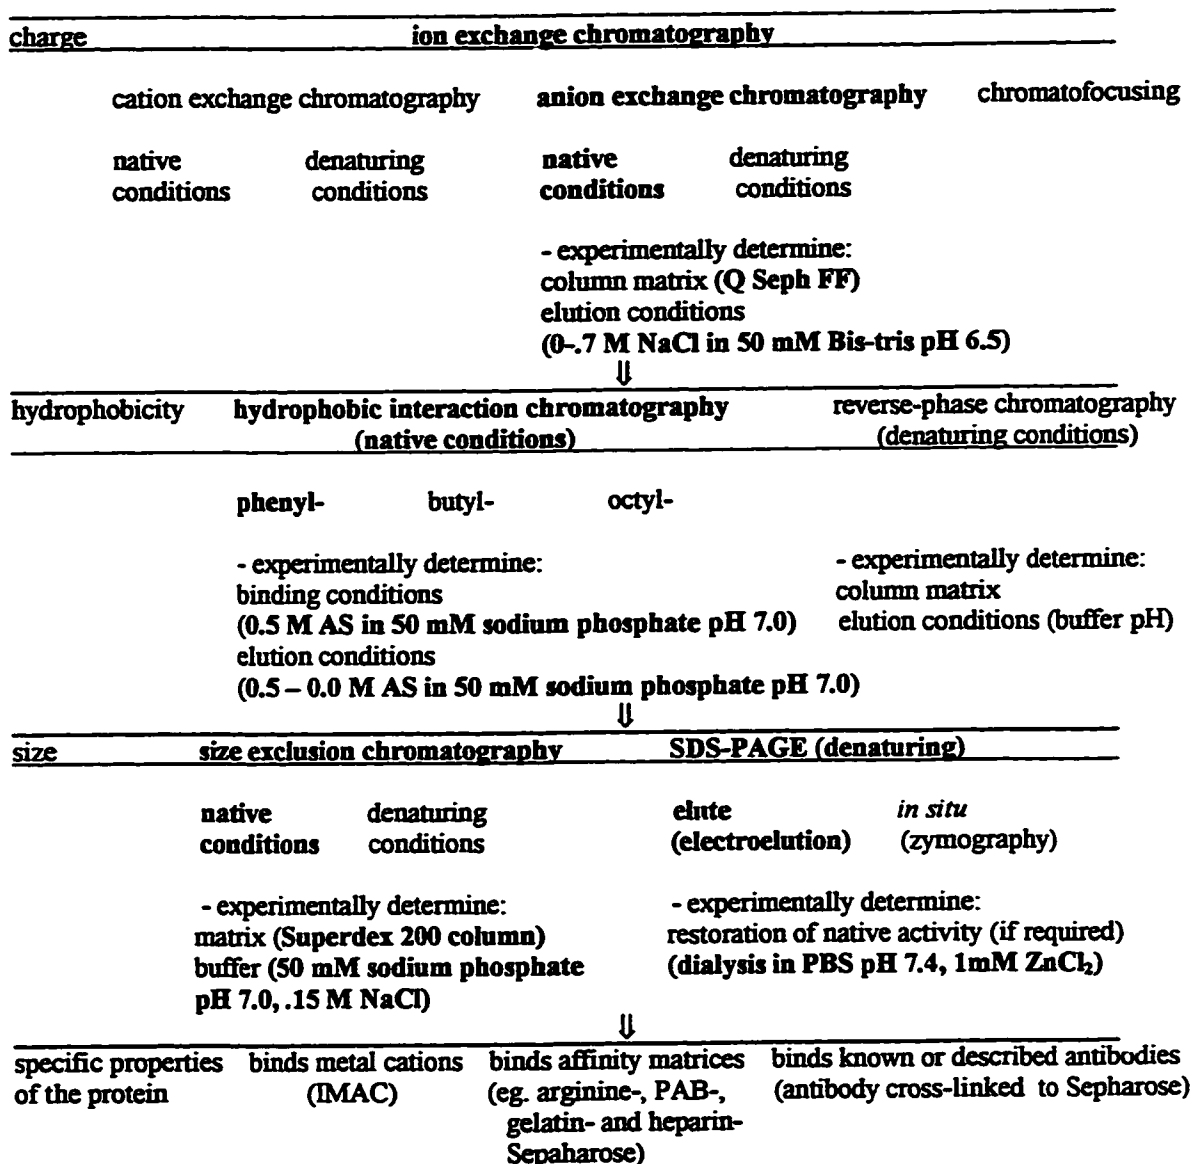 charge ion exchange chromatography
cation exchange chromatography anion exchange chromatography chromatofocusing
native denaturing native denaturing
conditions conditions conditions conditions
- experimentally determine:
column matrix (Q Seph FF)
elution conditions
(0-.7 M NaCl in 50 mM Bis-tris pH 6.5)
⇓
hydrophobicity hydrophobic interaction chromatography reverse-phase chromatography
(native conditions) (denaturing conditions)
phenyl- butyl- octyl-
- experimentally determine: - experimentally determine:
binding conditions column matrix
(0.5 M AS in 50 mM sodium phosphate pH 7.0) elution conditions (buffer pH)
elution conditions
(0.5 – 0.0 M AS in 50 mM sodium phosphate pH 7.0)
⇓
size size exclusion chromatography SDS-PAGE (denaturing)
native denaturing elute in situ
conditions conditions (electroelution) (zymography)
- experimentally determine: - experimentally determine:
matrix (Superdex 200 column) restoration of native activity (if required)
buffer (50 mM sodium phosphate (dialysis in PBS pH 7.4, 1mM ZnCl₂)
pH 7.0, .15 M NaCl)
⇓
specific properties binds metal cations binds affinity matrices binds known or described antibodies
of the protein (IMAC) (eg. arginine-, PAB-, (antibody cross-linked to Sepharose)
gelatin- and heparin-
Sepaharose)